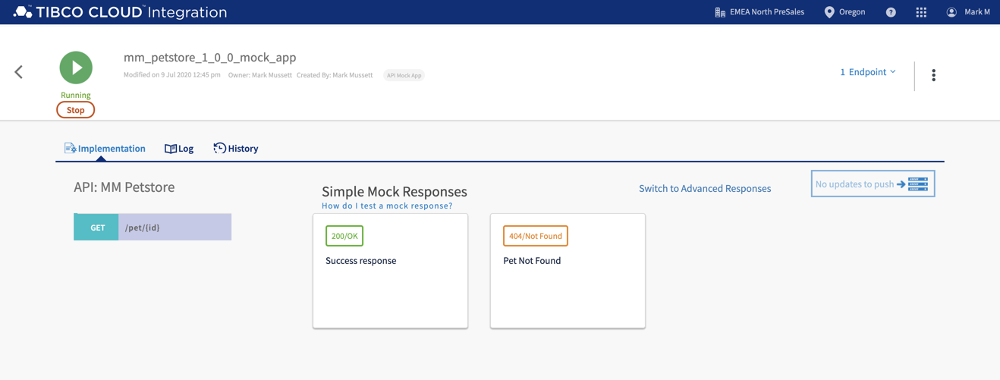 TIBCO CLOUD™ Integration
EMEA North PreSales
Oregon
?
Mark M
mm_petstore_1_0_0_mock_app
Modified on 9 Jul 2020 12:45 pm Owner: Mark Mussett Created By: Mark Mussett API Mock App
1 Endpoint
Running
Stop
Implementation
Log
History
API: MM Petstore
GET /pet/{id}
Simple Mock Responses
How do I test a mock response?
Switch to Advanced Responses
No updates to push
200/OK
Success response
404/Not Found
Pet Not Found